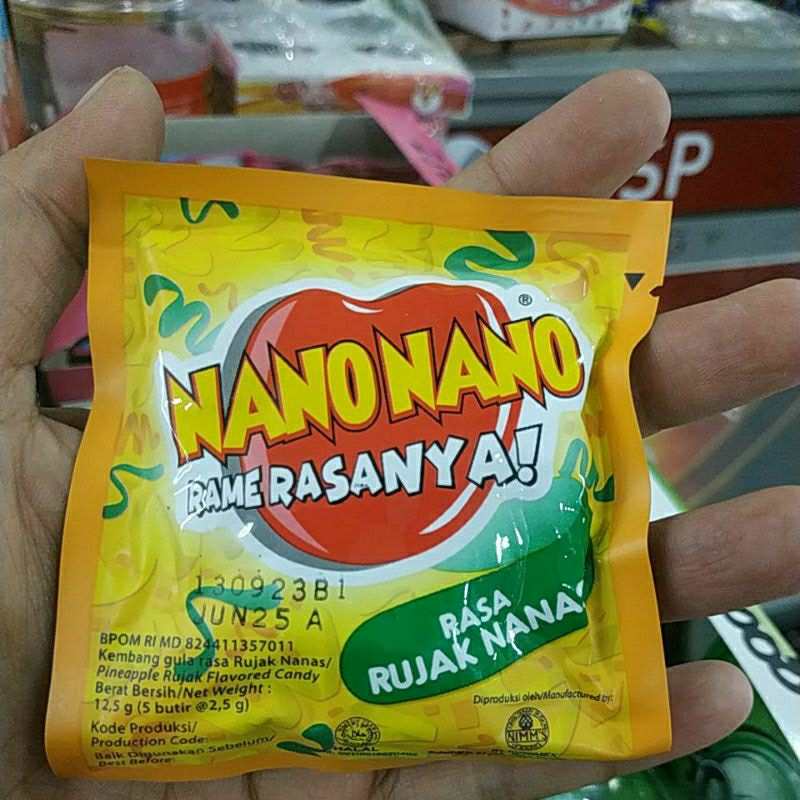 SP
NANO NANO ®
RAME RASANYA!
130923B1
JUN25 A
RASA
RUJAK NANAS
BPOM RI MD 824411357011
Kembang gula rasa Rujak Nanas/
Pineapple Rujak Flavored Candy
Berat Bersih/Net Weight :
12,5 g (5 butir @2,5 g)
Kode Produksi/
Production Code:
Baik Digunakan Sebelum/
Best Before:
HALAL
Diproduksi oleh/Manufactured by:
NIMM'S